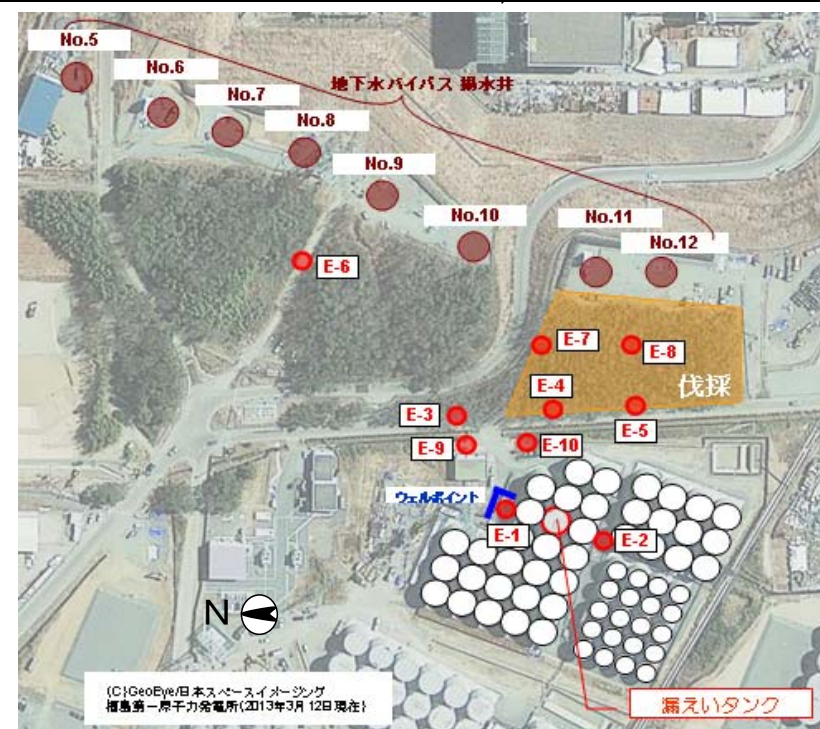 No.5
No.6
No.7
No.8
地下水バイパス 揚水井
No.9
No.10
No.11
No.12
E-6
E-7
E-8
伐採
E-4
E-3
E-5
E-9
E-10
ウェルポイント
E-1
E-2
N
(C)GeoEye/日本スペースイメージング
福島第一原子力発電所(2013年3月12日現在)
漏えいタンク